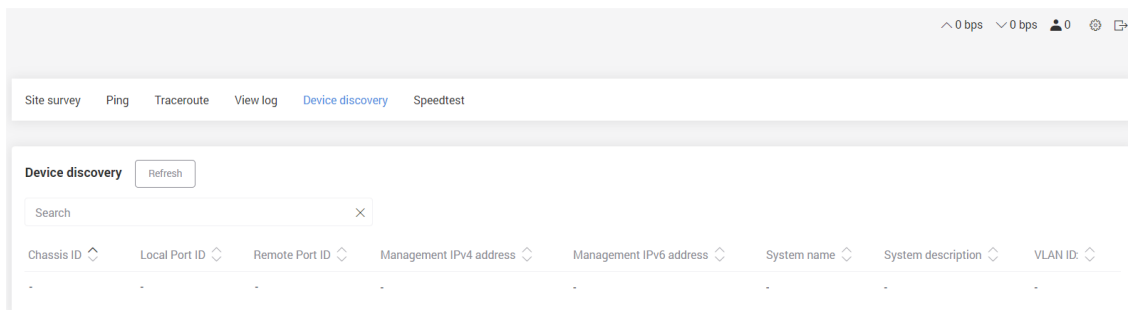 0 bps 0 bps 0
Site survey Ping Traceroute View log Device discovery Speedtest
Device discovery Refresh
Search
Chassis ID Local Port ID Remote Port ID Management IPv4 address Management IPv6 address System name System description VLAN ID:
- - - - - - - -